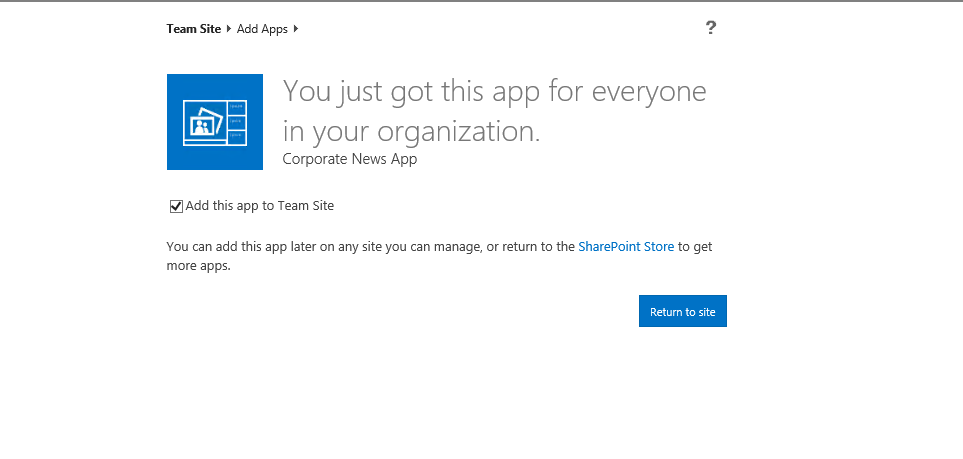 Team Site Add Apps
?
You just got this app for everyone
in your organization.
Corporate News App
Add this app to Team Site
You can add this app later on any site you can manage, or return to the SharePoint Store to get
more apps.
Return to site